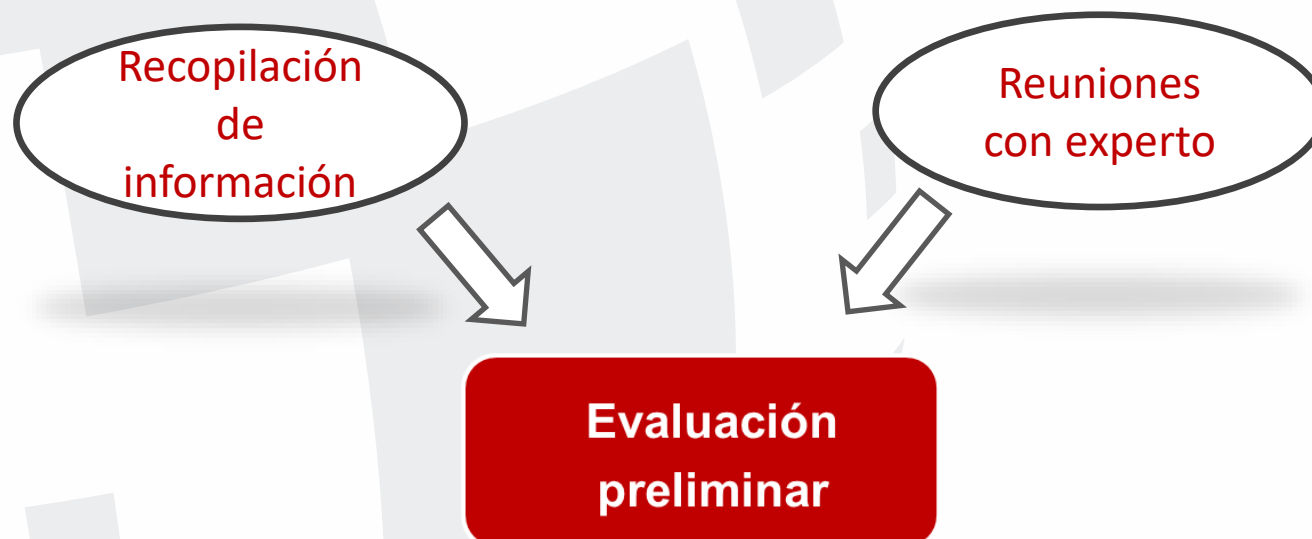 Recopilación
de
información
Reuniones
con experto
Evaluación
preliminar